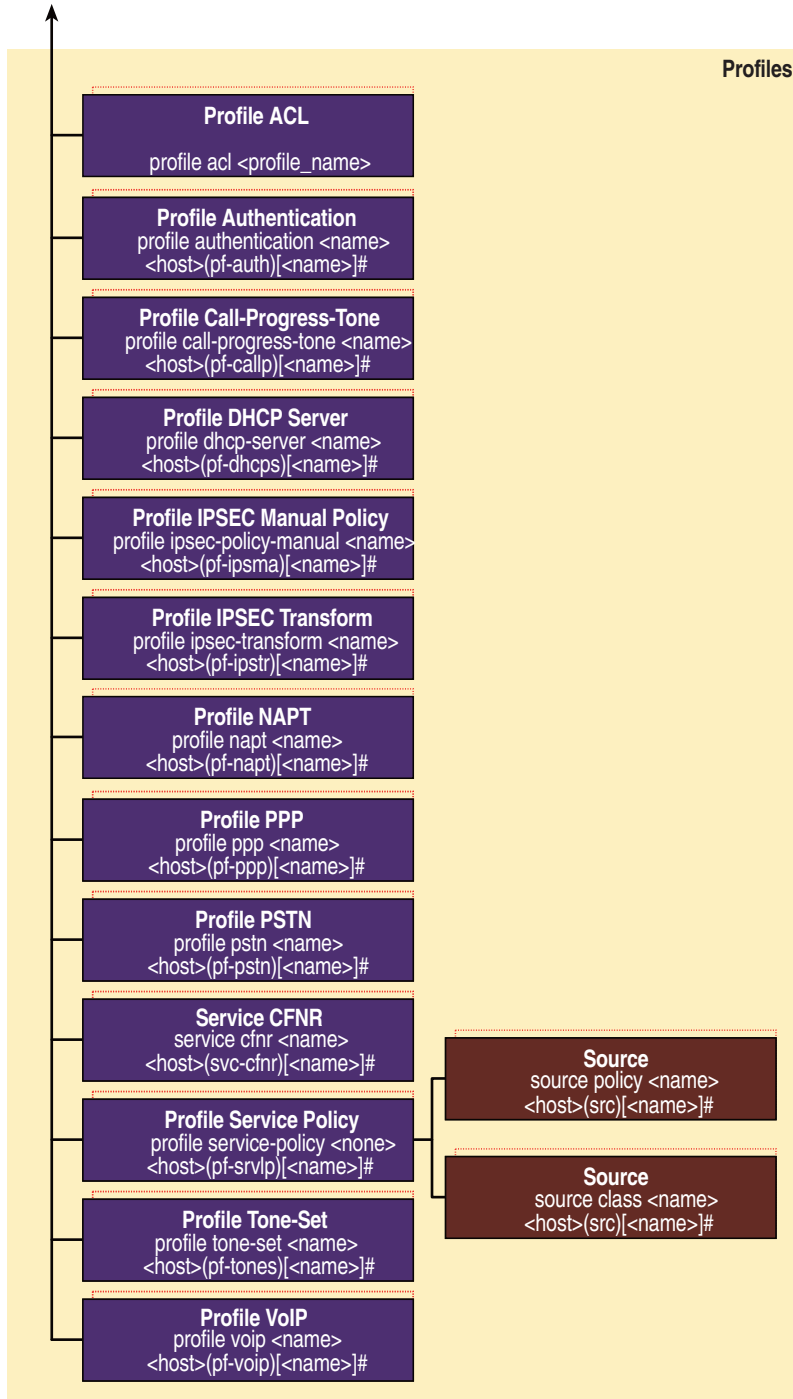 Profiles
Profile ACL
profile acl <profile_name>
Profile Authentication
profile authentication <name>
<host>(pf-auth)[<name>]#
Profile Call-Progress-Tone
profile call-progress-tone <name>
<host>(pf-callp)[<name>]#
Profile DHCP Server
profile dhcp-server <name>
<host>(pf-dhcps)[<name>]#
Profile IPSEC Manual Policy
profile ipsec-policy-manual <name>
<host>(pf-ipsma)[<name>]#
Profile IPSEC Transform
profile ipsec-transform <name>
<host>(pf-ipstr)[<name>]#
Profile NAPT
profile napt <name>
<host>(pf-napt)[<name>]#
Profile PPP
profile ppp <name>
<host>(pf-ppp)[<name>]#
Profile PSTN
profile pstn <name>
<host>(pf-pstn)[<name>]#
Service CFNR
service cfnr <name>
<host>(svc-cfnr)[<name>]#
Profile Service Policy
profile service-policy <none>
<host>(pf-srvlp)[<name>]#
Source
source policy <name>
<host>(src)[<name>]#
Source
source class <name>
<host>(src)[<name>]#
Profile Tone-Set
profile tone-set <name>
<host>(pf-tones)[<name>]#
Profile VoIP
profile voip <name>
<host>(pf-voip)[<name>]#